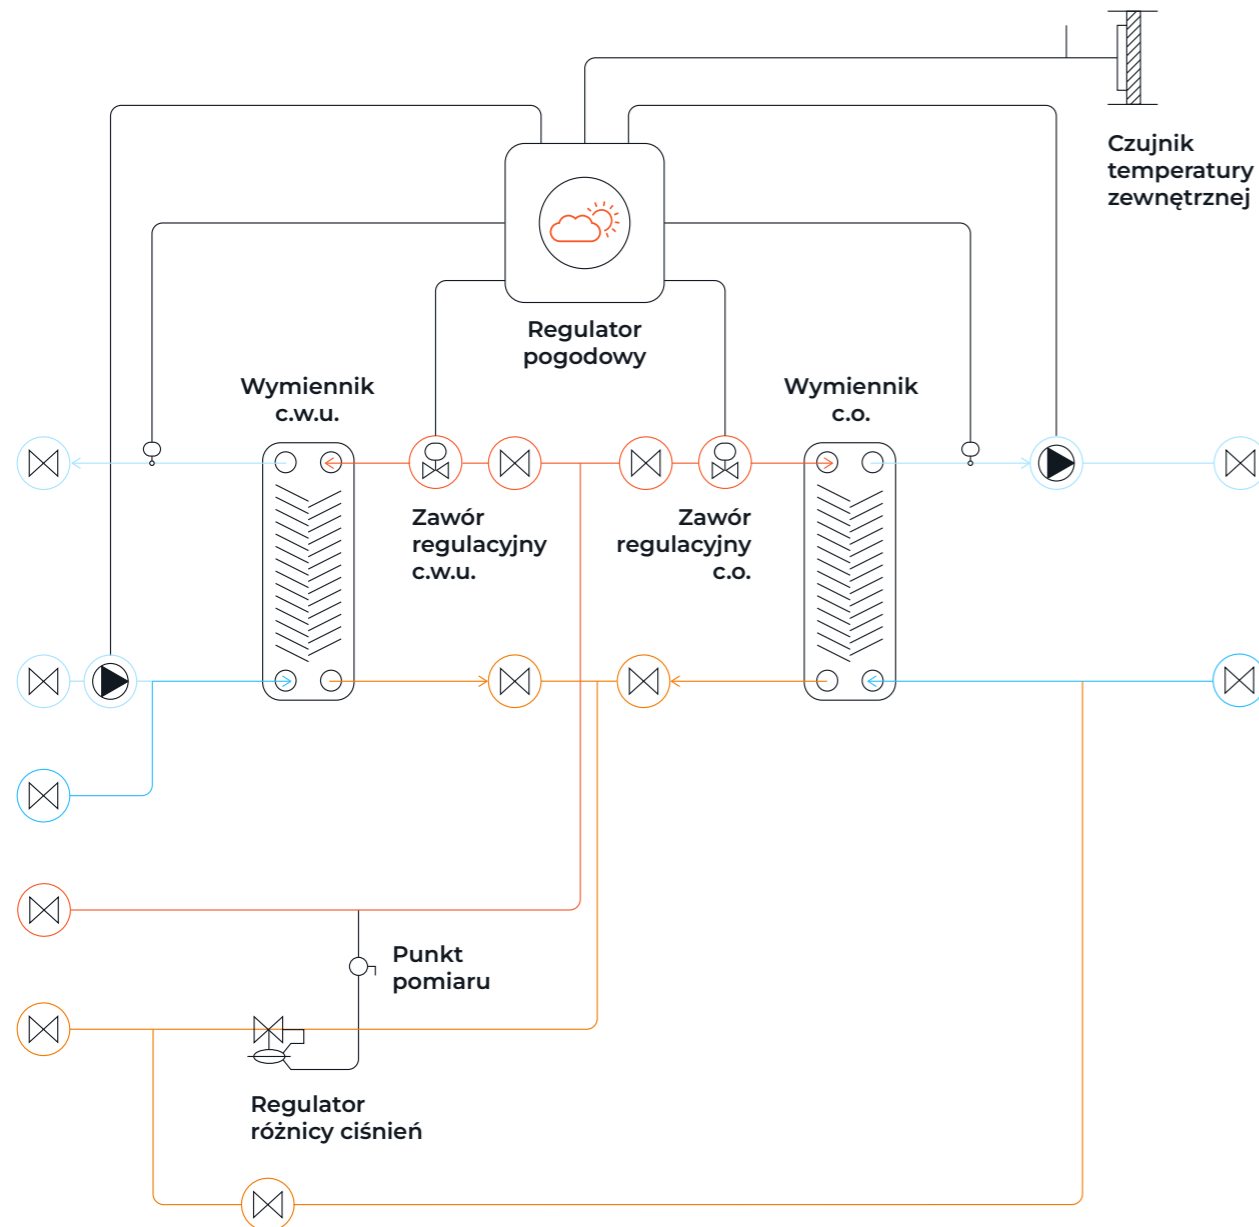 Czujnik
temperatury
zewnętrznej
Regulator
pogodowy
Wymiennik
c.w.u.
Wymiennik
c.o.
Zawór
regulacyjny
c.w.u.
Zawór
regulacyjny
c.o.
Punkt
pomiaru
Regulator
różnicy ciśnień